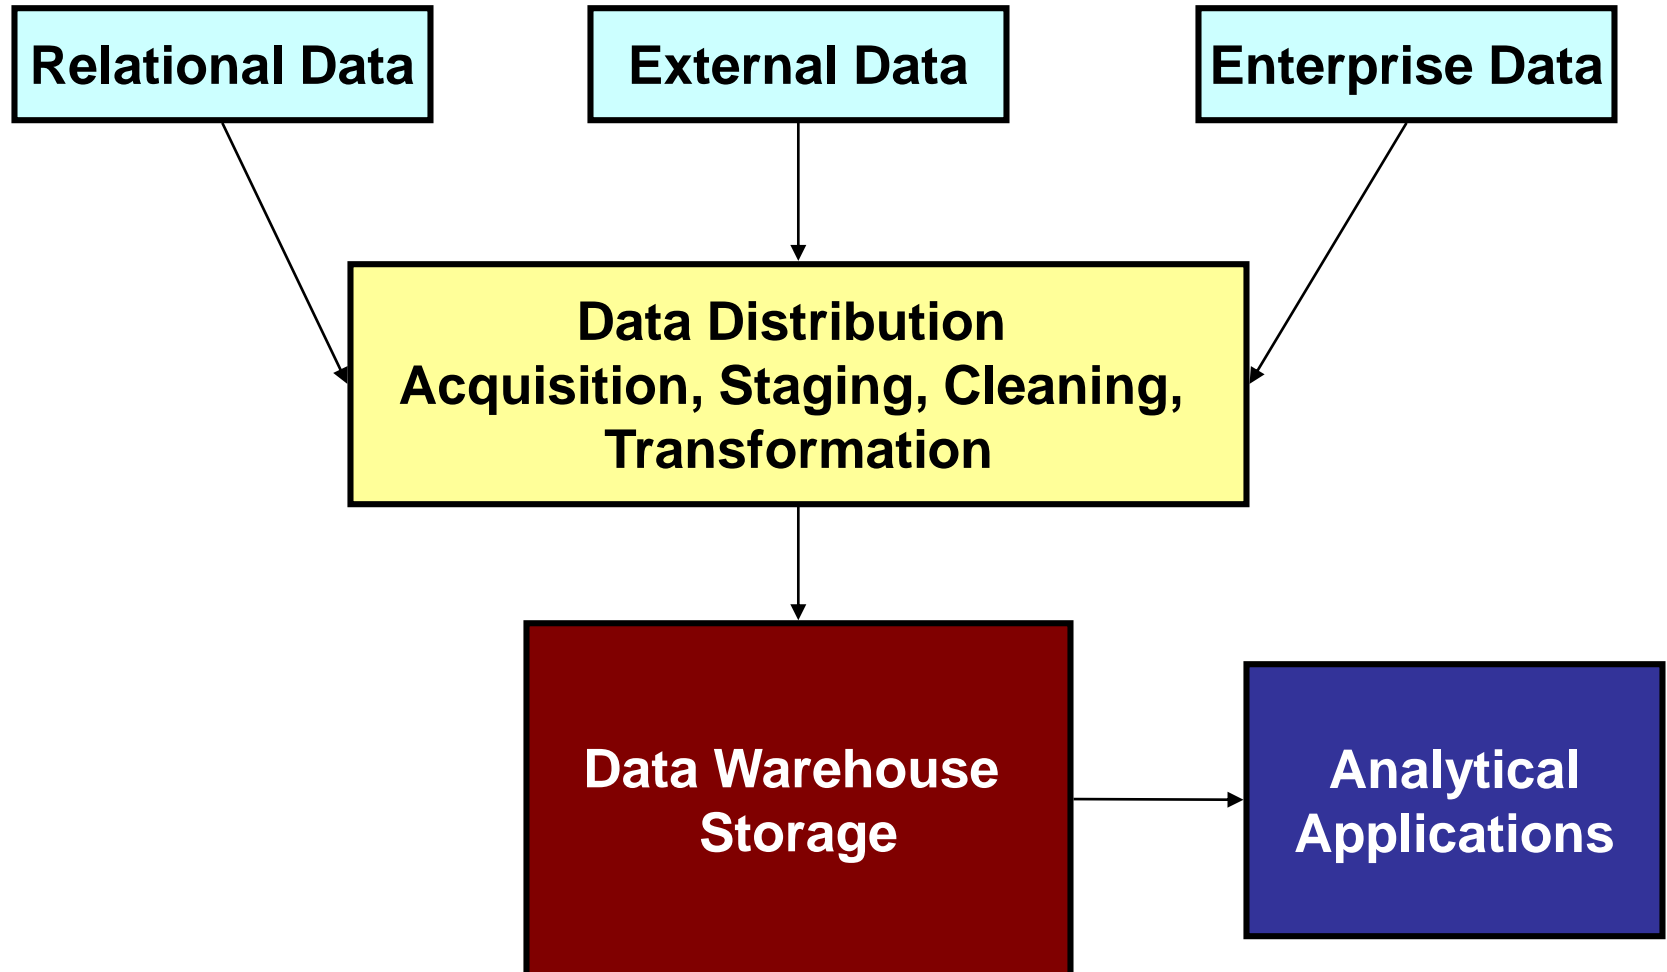 Relational Data
External Data
Enterprise Data
Data Distribution
Acquisition, Staging, Cleaning,
Transformation
Data Warehouse
Storage
Analytical
Applications